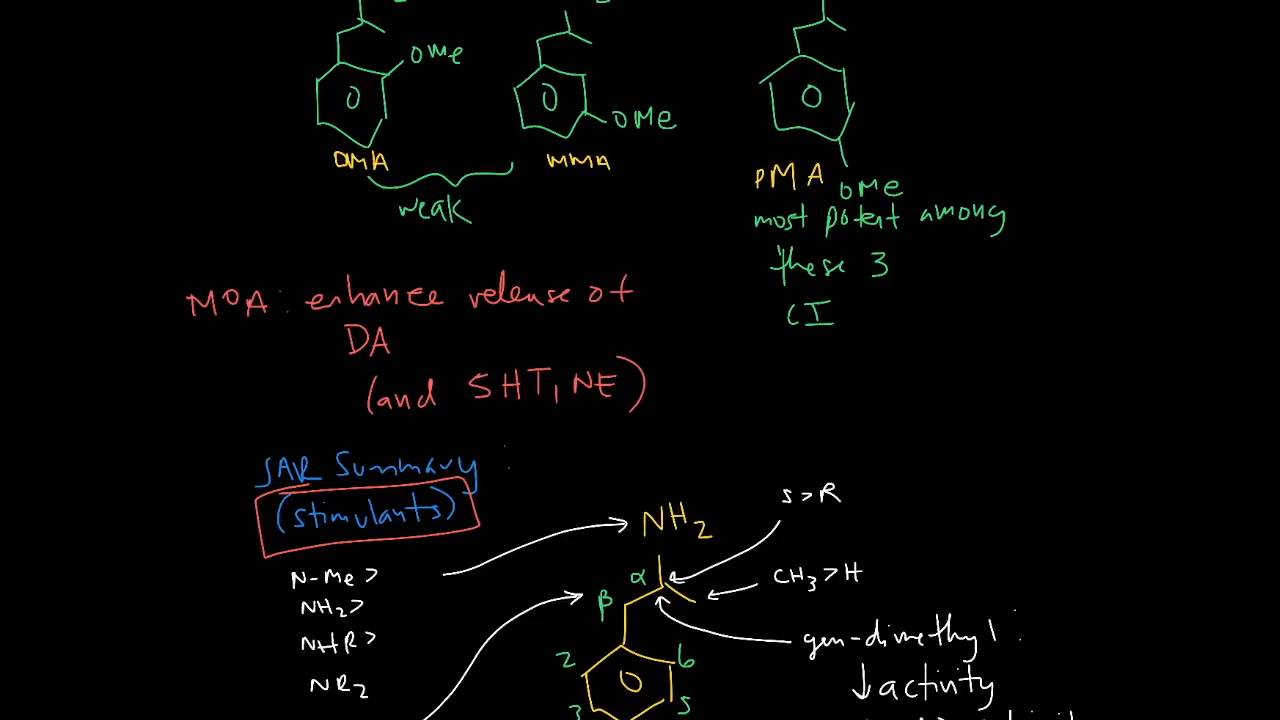 OMe
OMe
OMA
MMA
PMA
OMe
weak
most potent among
these 3
CI
MOA: enhance release of
DA
(and 5HT, NE)
SAR Summary:
(stimulants)
S>R
NH2
N-Me >
α
CH3>H
NH2>
β
NHR>
gem-dimethyl:
NR2
2
6
↓ activity
3
5